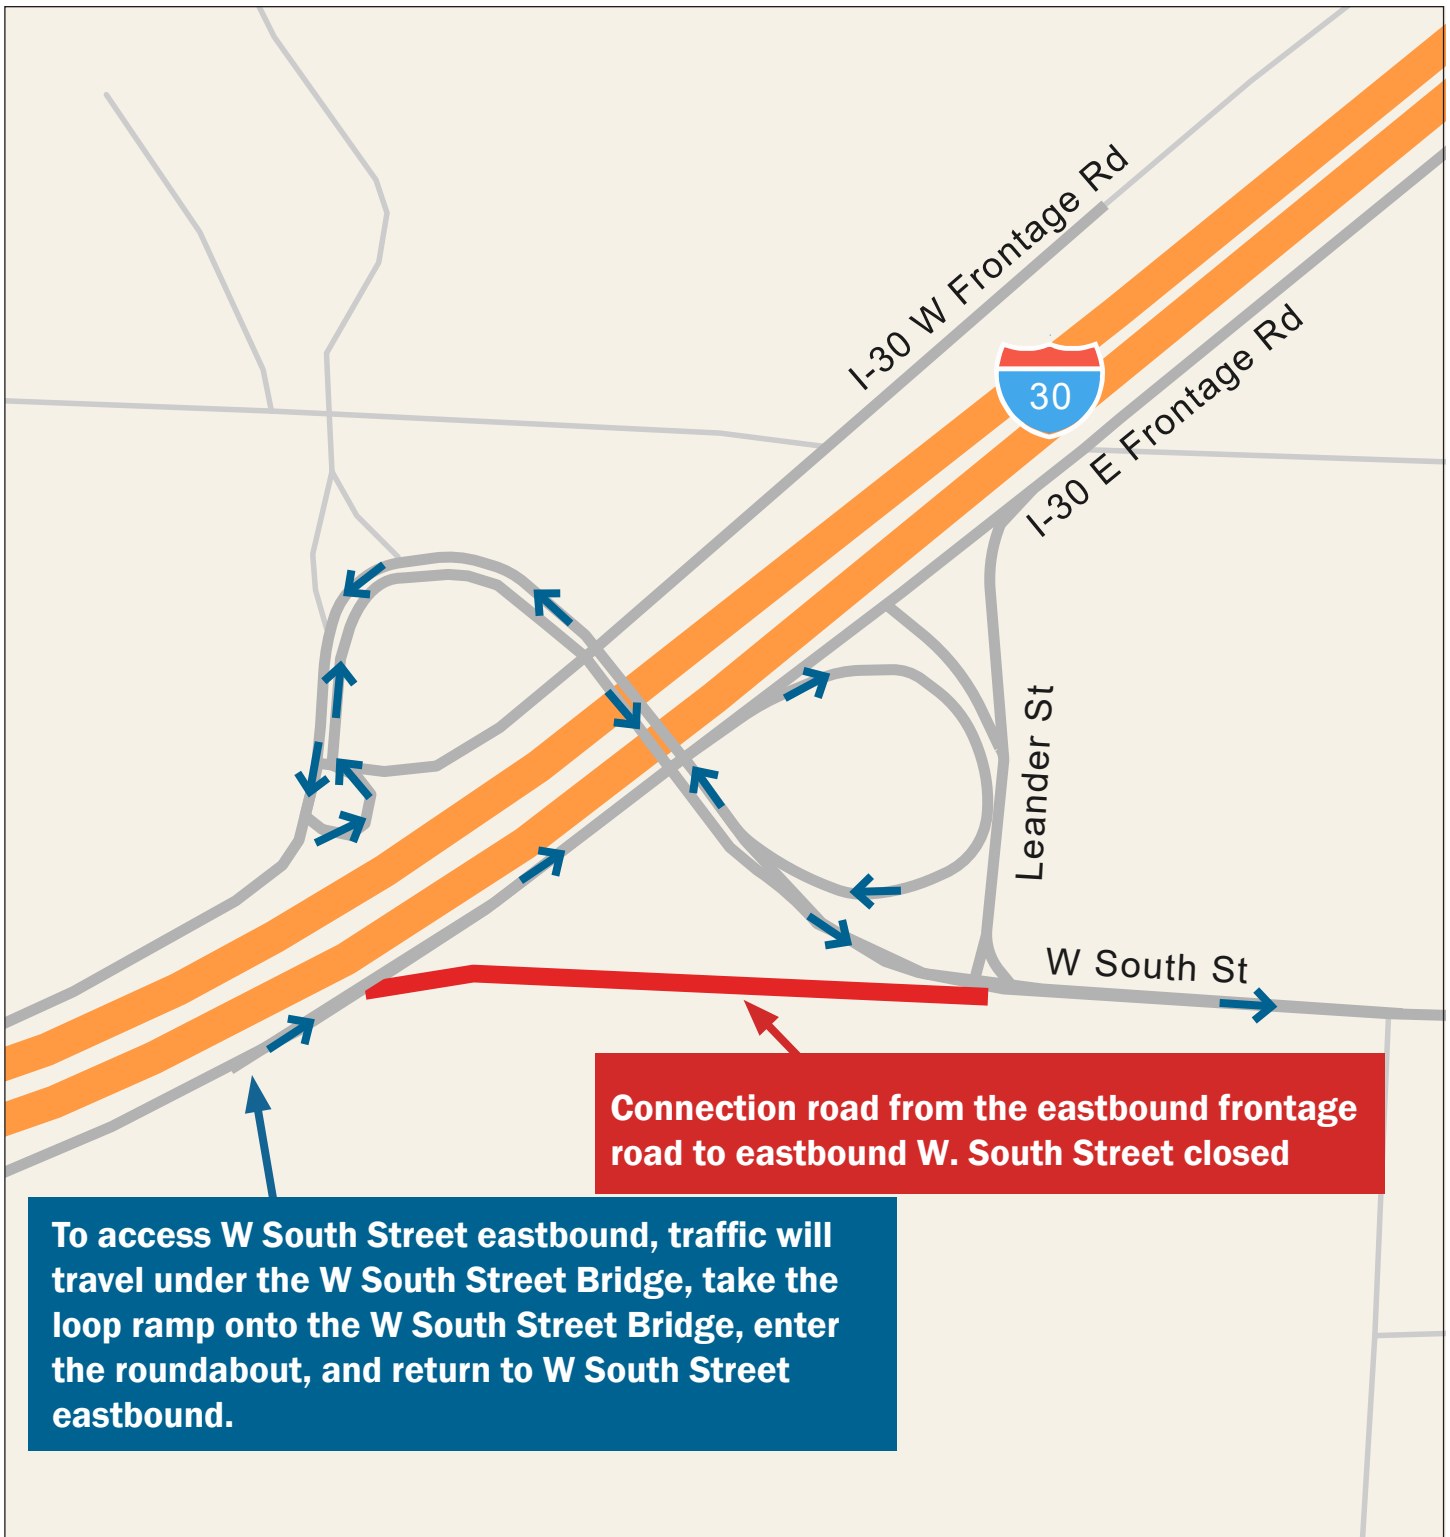 I-30 W Frontage Rd
30
I-30 E Frontage Rd
Leander St
W South St
Connection road from the eastbound frontage
road to eastbound W. South Street closed
To access W South Street eastbound, traffic will
travel under the W South Street Bridge, take the
loop ramp onto the W South Street Bridge, enter
the roundabout, and return to W South Street
eastbound.